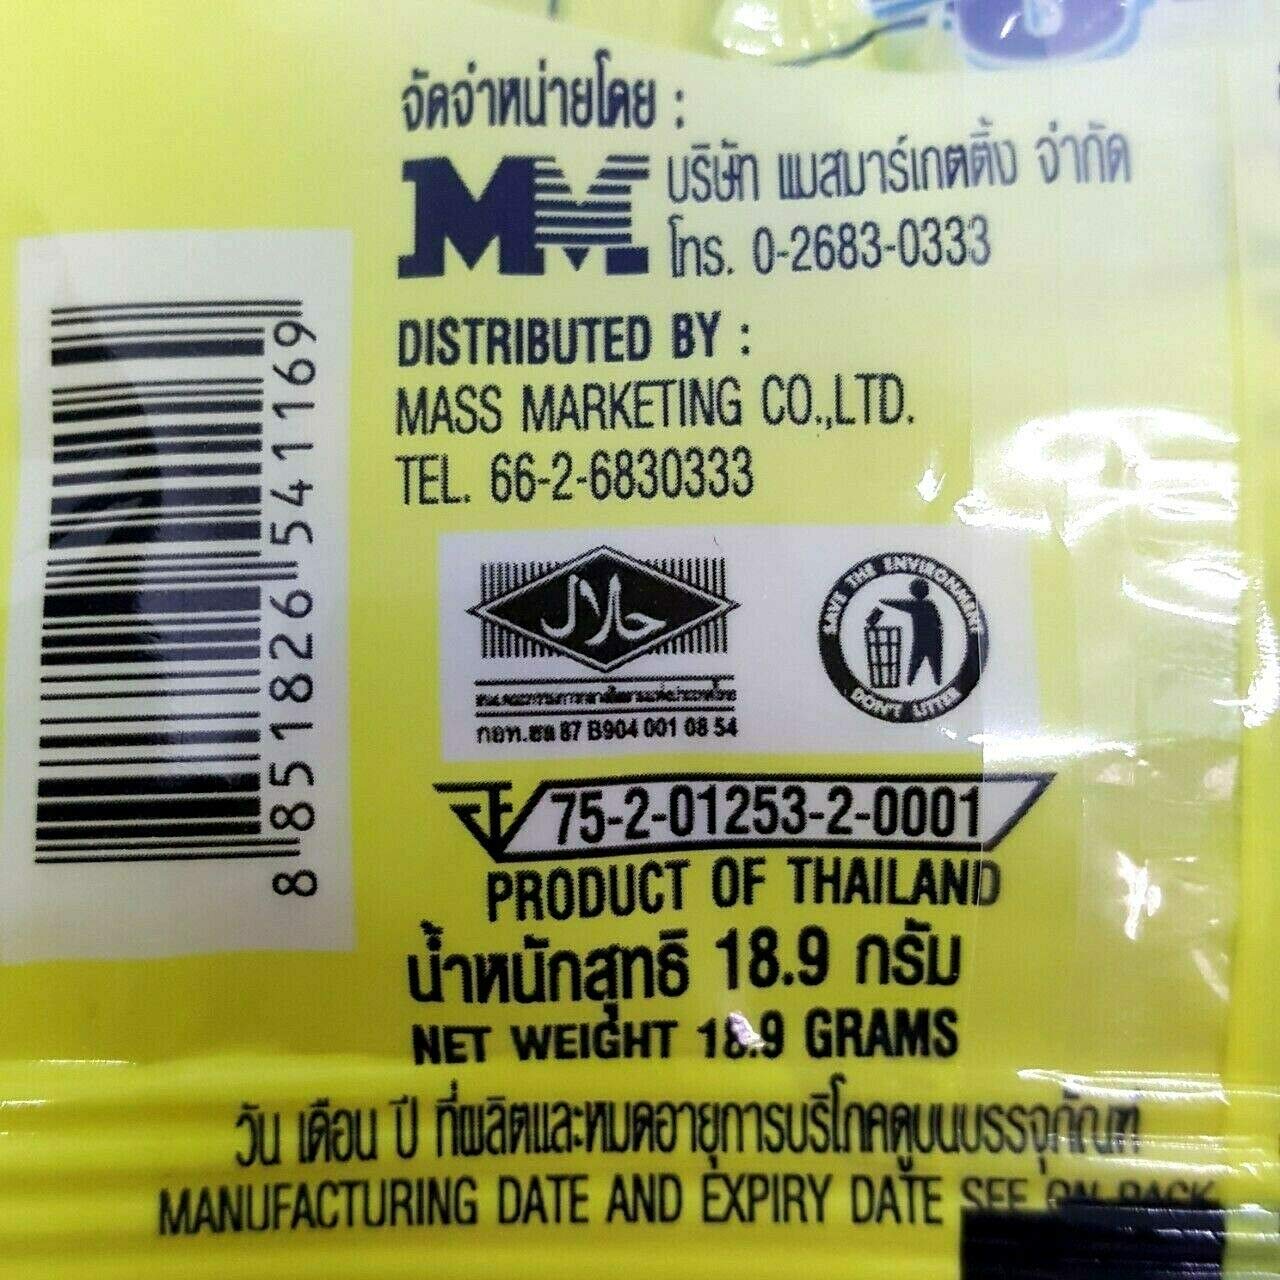 จัดจำหน่ายโดย :
MM บริษัท แมสมาร์เกตติ้ง จำกัด
โทร. 0-2683-0333
DISTRIBUTED BY :
MASS MARKETING CO.,LTD.
TEL. 66-2-6830333
8 851826 541169
حلال
กอท.ฮล 87 B904 001 08 54
SAVE THE ENVIRONMENT
DON'T LITTER
75-2-01253-2-0001
PRODUCT OF THAILAND
น้ำหนักสุทธิ 18.9 กรัม
NET WEIGHT 18.9 GRAMS
วัน เดือน ปี ที่ผลิตและหมดอายุการบริโภคดูบนบรรจุภัณฑ์
MANUFACTURING DATE AND EXPIRY DATE SEE ON PACK